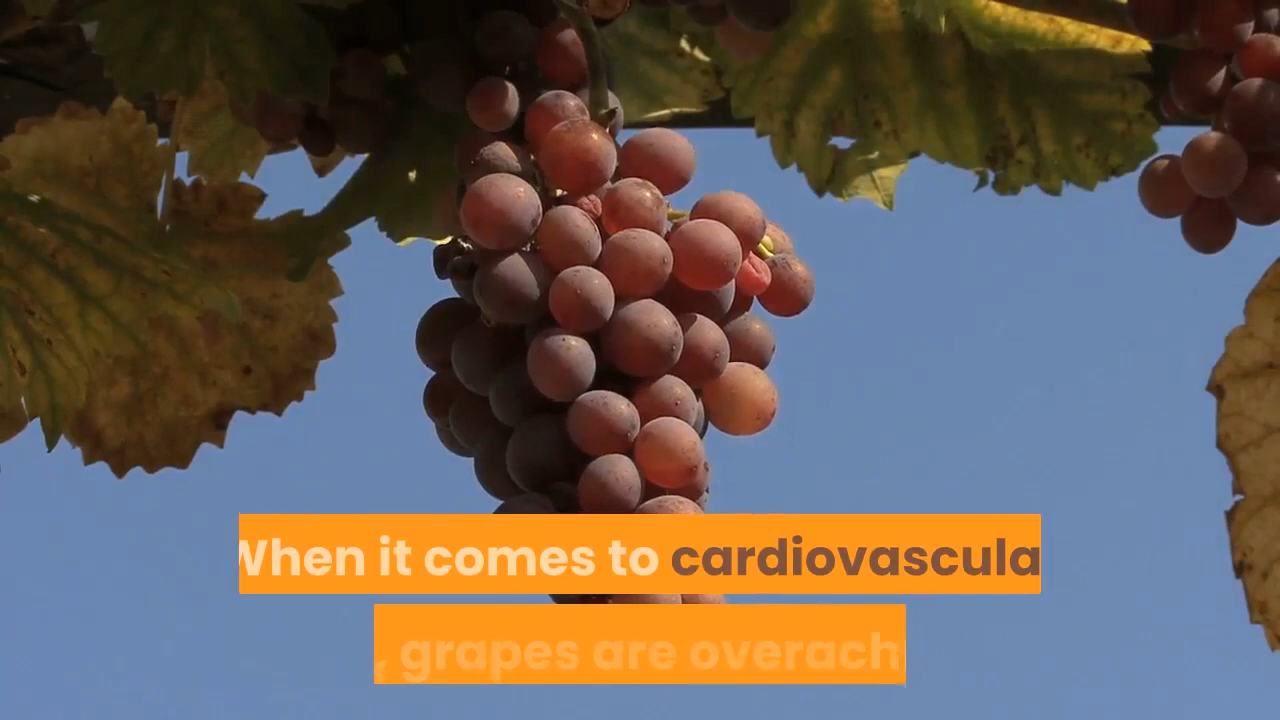 When it comes to cardiovascula
, grapes are overach